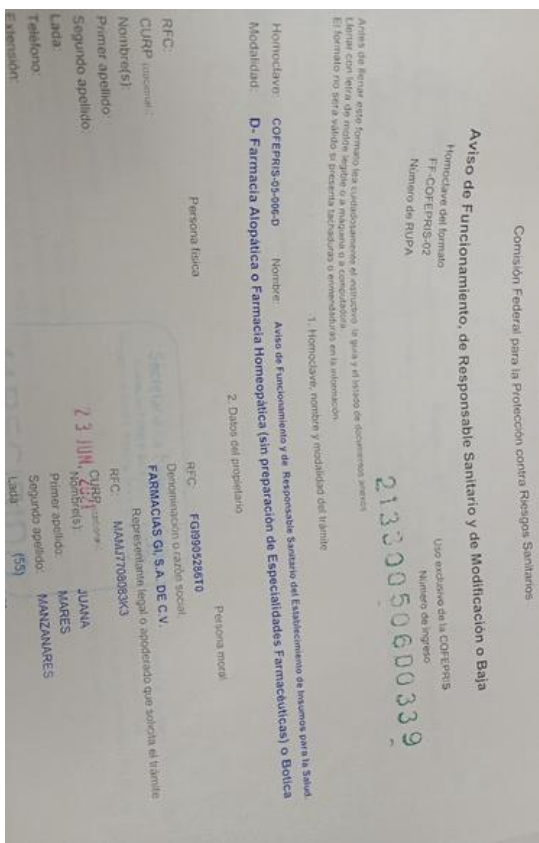 Comisión Federal para la Protección contra Riesgos Sanitarios
Aviso de Funcionamiento, de Responsable Sanitario y de Modificación o Baja
Homoclave del formato
FF-COFEPRIS-02
Número de RUPA
Uso exclusivo de la COFEPRIS
Número de ingreso
213300506D0339
Antes de llenar este formato lea cuidadosamente el instructivo, la guía y el listado de documentos anexos
Llenar con letra de molde legible o a máquina o a computadora
El formato no será válido si presenta tachaduras o enmendaduras en la información
1. Homoclave, nombre y modalidad del trámite
Homoclave: COFEPRIS-05-006-D Nombre: Aviso de Funcionamiento y de Responsable Sanitario del Establecimiento de Insumos para la Salud.
Modalidad: D- Farmacia Alopática o Farmacia Homeopática (sin preparación de Especialidades Farmacéuticas) o Botica
2. Datos del propietario
Persona física
RFC:
CURP (opcional):
Nombre(s):
Primer apellido:
Segundo apellido:
Lada:
Teléfono:
Extensión:
Persona moral
RFC: FGI9905286T0
Denominación o razón social:
FARMACIAS GI, S.A. DE C.V.
Representante legal o apoderado que solicita el trámite
RFC: MAMJ7708083K3
CURP (opcional):
Nombre(s): JUANA
Primer apellido: MARES
Segundo apellido: MANZANARES
Lada: (55)
23 JUN. 2021